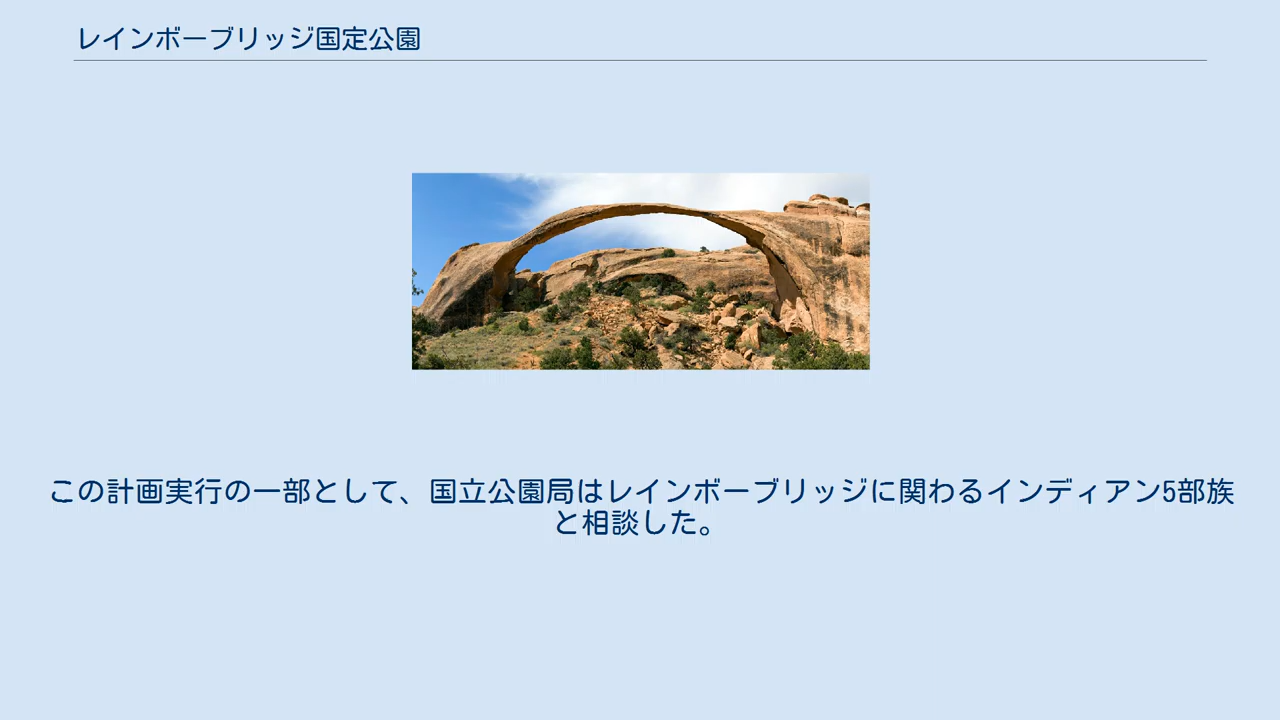 レインボーブリッジ国定公園
この計画実行の一部として、国立公園局はレインボーブリッジに関わるインディアン5部族
と相談した。